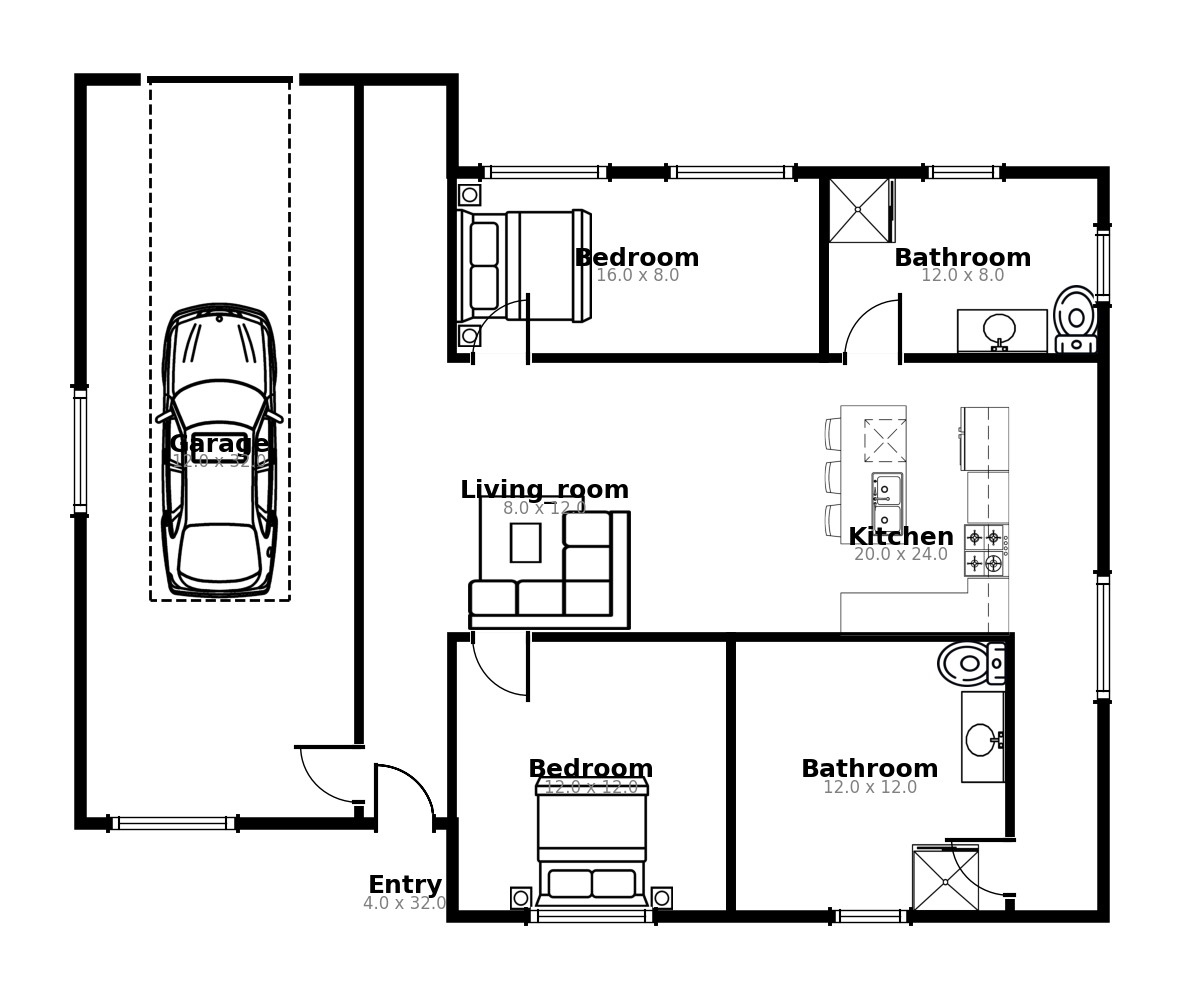 Bedroom
16.0 x 8.0
Bathroom
12.0 x 8.0
Garage
12.0 x 32.0
Living_room
8.0 x 12.0
Kitchen
20.0 x 24.0
Bedroom
12.0 x 12.0
Bathroom
12.0 x 12.0
Entry
4.0 x 32.0